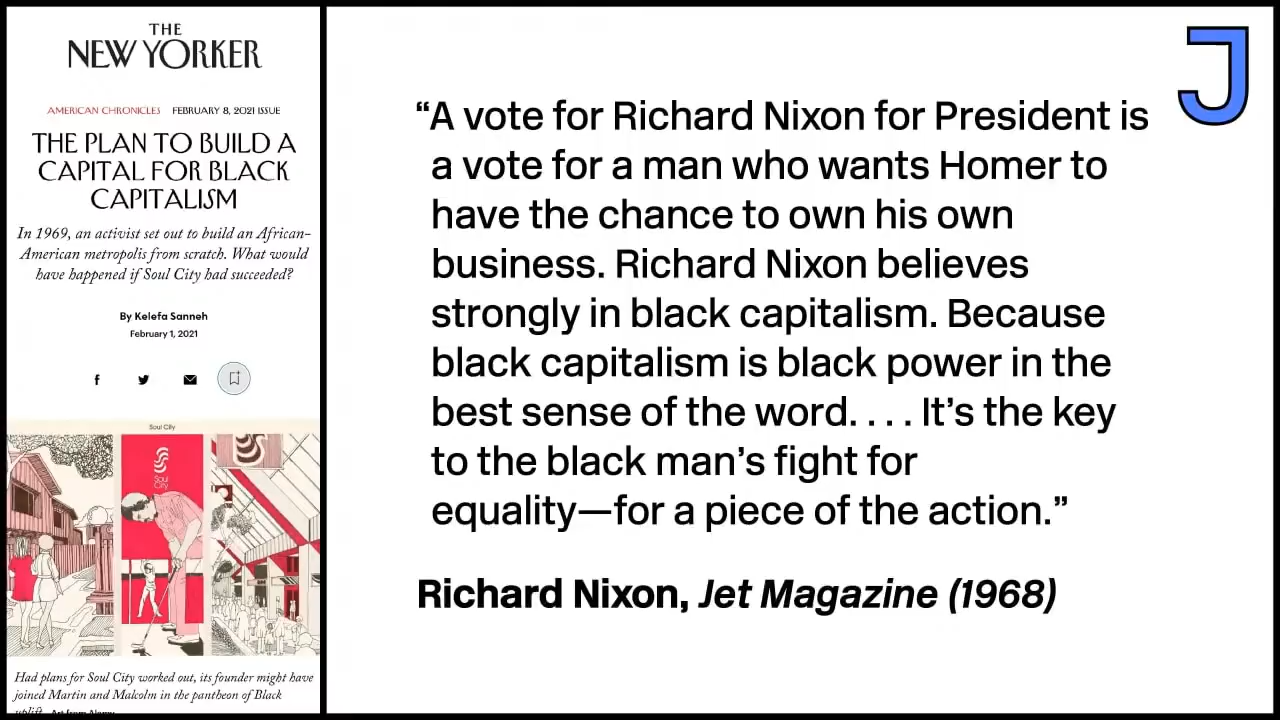 THE
NEW YORKER
AMERICAN CHRONICLES FEBRUARY 8, 2021 ISSUE
THE PLAN TO BUILD A
CAPITAL FOR BLACK
CAPITALISM
In 1969, an activist set out to build an African-
American metropolis from scratch. What would
have happened if Soul City had succeeded?
By Kelefa Sanneh
February 1, 2021
f
Soul City
Soul
City
Had plans for Soul City worked out, its founder might have
joined Martin and Malcolm in the pantheon of Black
J
“A vote for Richard Nixon for President is
a vote for a man who wants Homer to
have the chance to own his own
business. Richard Nixon believes
strongly in black capitalism. Because
black capitalism is black power in the
best sense of the word. . . . It’s the key
to the black man’s fight for
equality—for a piece of the action.”
Richard Nixon, Jet Magazine (1968)